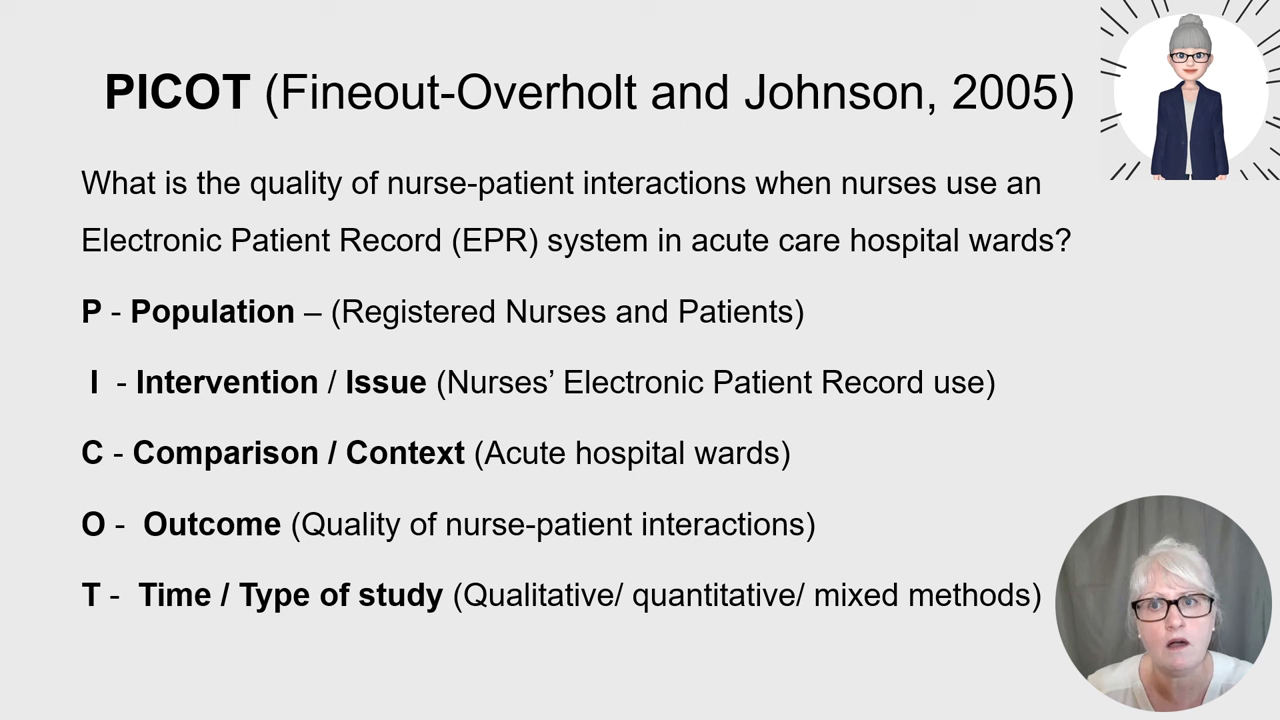 PICOT (Fineout-Overholt and Johnson, 2005)
What is the quality of nurse-patient interactions when nurses use an
Electronic Patient Record (EPR) system in acute care hospital wards?
P - Population – (Registered Nurses and Patients)
I - Intervention / Issue (Nurses’ Electronic Patient Record use)
C - Comparison / Context (Acute hospital wards)
O - Outcome (Quality of nurse-patient interactions)
T - Time / Type of study (Qualitative/ quantitative/ mixed methods)